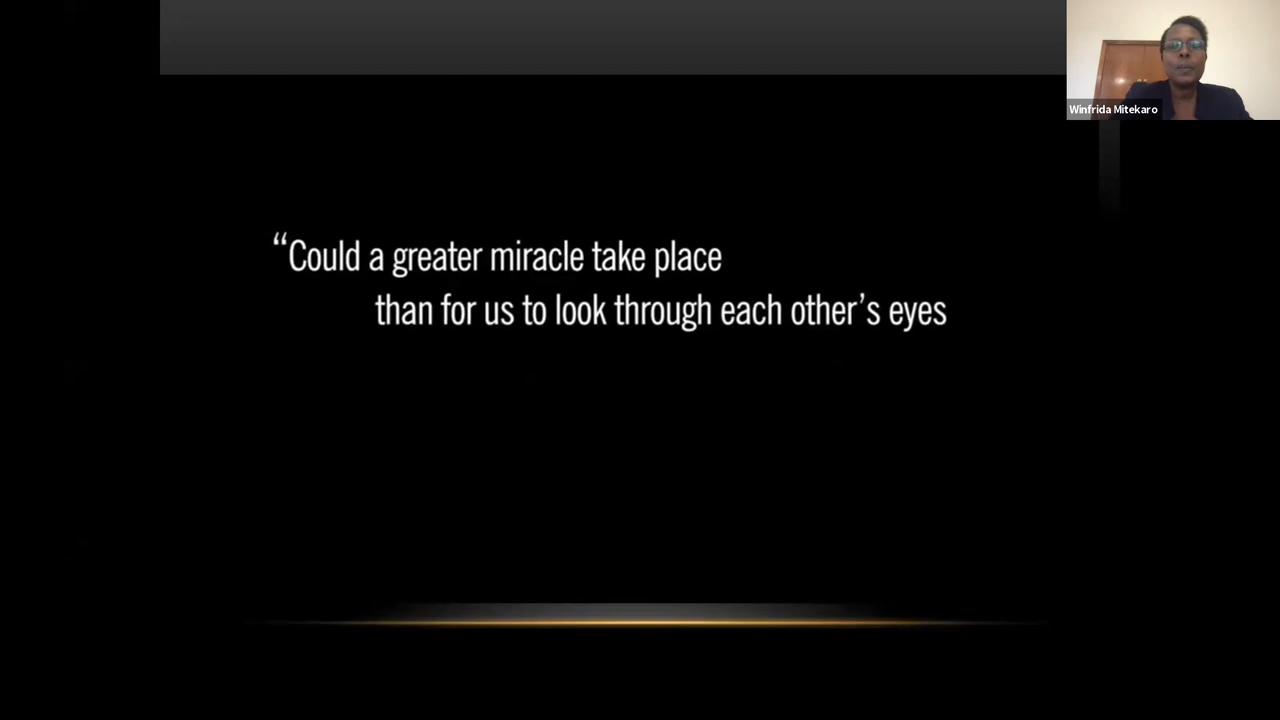 Winfrida Mitekaro
“Could a greater miracle take place
than for us to look through each other’s eyes